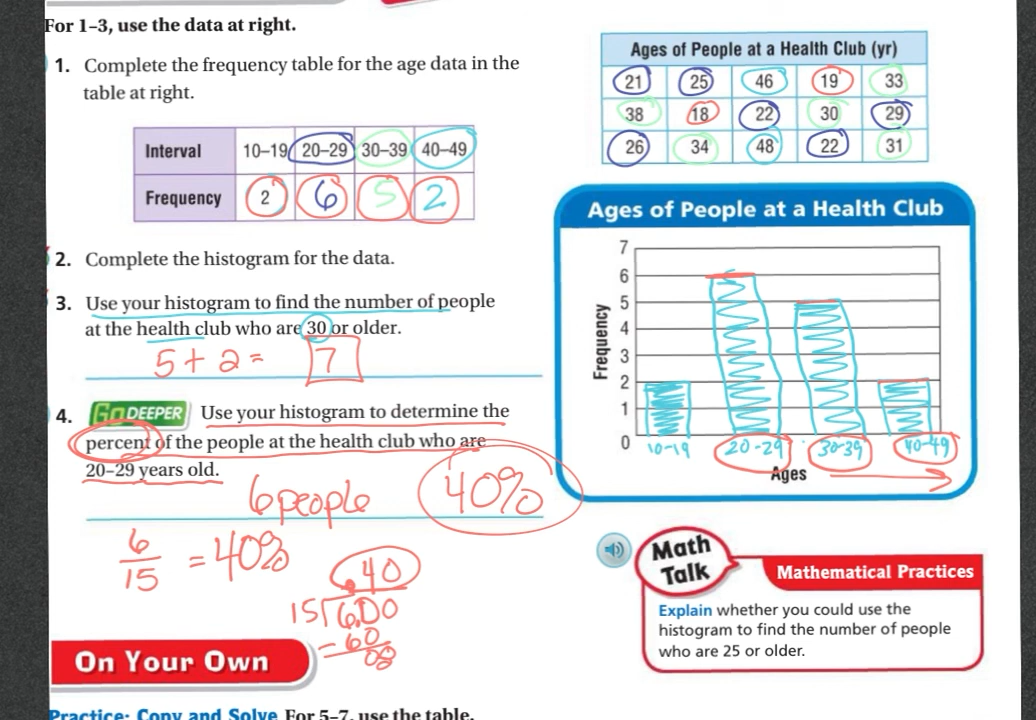 For 1–3, use the data at right.
1. Complete the frequency table for the age data in the
table at right.
Interval 10–19 20–29 30–39 40–49
Frequency 2 6 5 2
2. Complete the histogram for the data.
3. Use your histogram to find the number of people
at the health club who are 30 or older.
5 + 2 = 7
4. Go DEEPER Use your histogram to determine the
percent of the people at the health club who are
20–29 years old.
6 people 40%
6/15 = 40%
.40
15 6.00
- 60
00
On Your Own
Practice: Copy and Solve For 5–7, use the table.
Ages of People at a Health Club (yr)
21 25 46 19 33
38 18 22 30 29
26 34 48 22 31
Ages of People at a Health Club
7
6
5
4
3
2
1
0
Frequency
10-19 20-29 30-39 40-49
Ages
Math
Talk
Mathematical Practices
Explain whether you could use the
histogram to find the number of people
who are 25 or older.